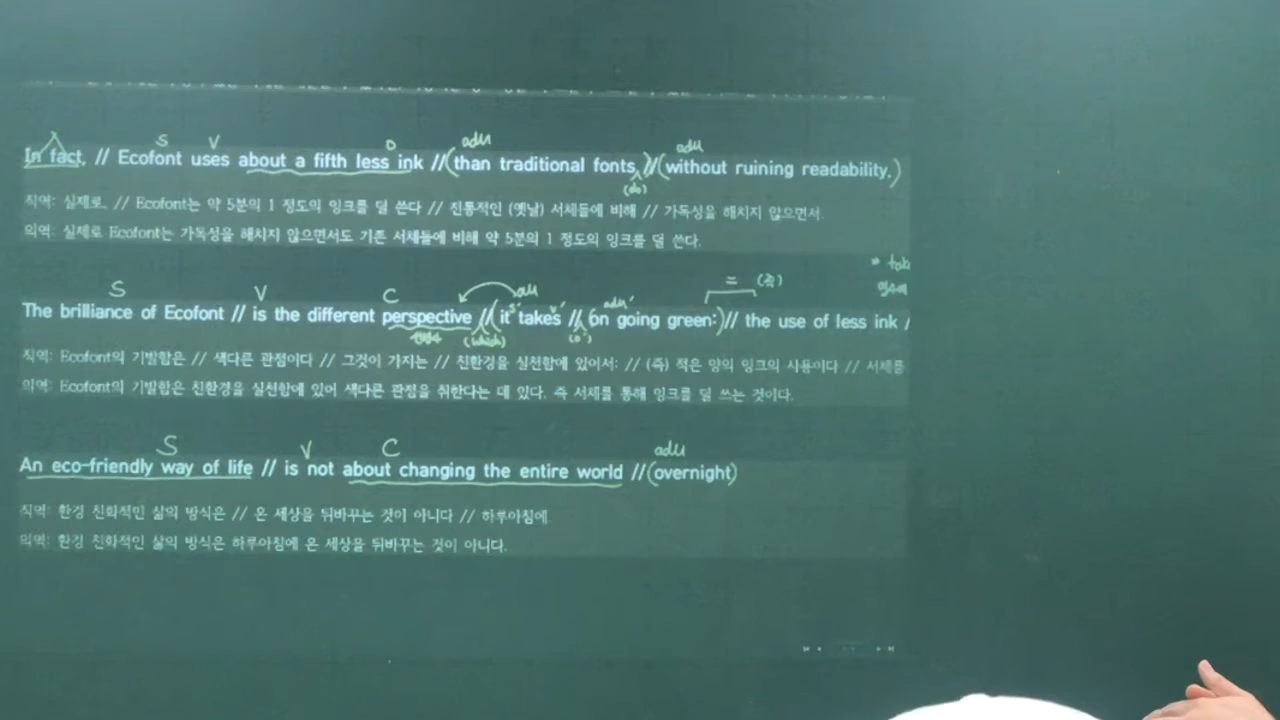 S V O adv adv
In fact, // Ecofont uses about a fifth less ink //(than traditional fonts,)//(without ruining readability.)
(do)
직역: 실제로, // Ecofont는 약 5분의 1 정도의 잉크를 덜 쓴다 // 전통적인 (옛날) 서체들에 비해 // 가독성을 해치지 않으면서.
의역: 실제로 Ecofont는 가독성을 해치지 않으면서도 기존 서체들에 비해 약 5분의 1 정도의 잉크를 덜 쓴다.
S V C = (즉)
The brilliance of Ecofont // is the different perspective //(it takes // (on going green:)// the use of less ink /
(which) (o')
직역: Ecofont의 기발함은 // 색다른 관점이다 // 그것이 가지는 // 친환경을 실천함에 있어서: // (즉) 적은 양의 잉크의 사용이다 // 서체를
의역: Ecofont의 기발함은 친환경을 실천함에 있어 색다른 관점을 취한다는 데 있다. 즉 서체를 통해 잉크를 덜 쓰는 것이다.
S V C adv
An eco-friendly way of life // is not about changing the entire world //(overnight)
직역: 환경 친화적인 삶의 방식은 // 온 세상을 뒤바꾸는 것이 아니다 // 하루아침에
의역: 환경 친화적인 삶의 방식은 하루아침에 온 세상을 뒤바꾸는 것이 아니다.